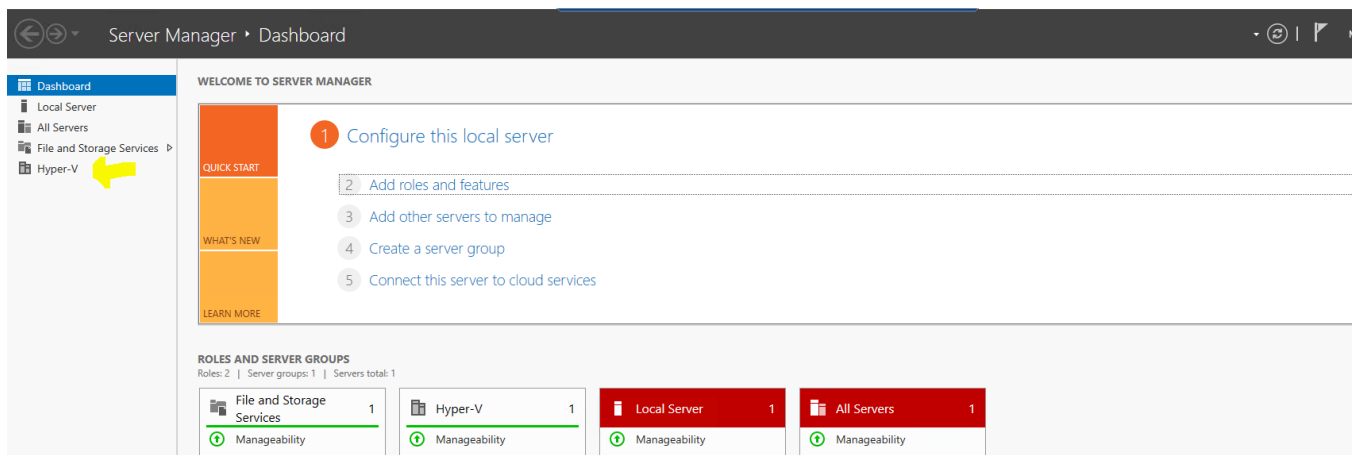 Server Manager ‣ Dashboard
Dashboard
Local Server
All Servers
File and Storage Services
Hyper-V
WELCOME TO SERVER MANAGER
QUICK START
WHAT'S NEW
LEARN MORE
1 Configure this local server
2 Add roles and features
3 Add other servers to manage
4 Create a server group
5 Connect this server to cloud services
ROLES AND SERVER GROUPS
Roles: 2 | Server groups: 1 | Servers total: 1
File and Storage
Services 1
Manageability
Hyper-V 1
Manageability
Local Server 1
Manageability
All Servers 1
Manageability